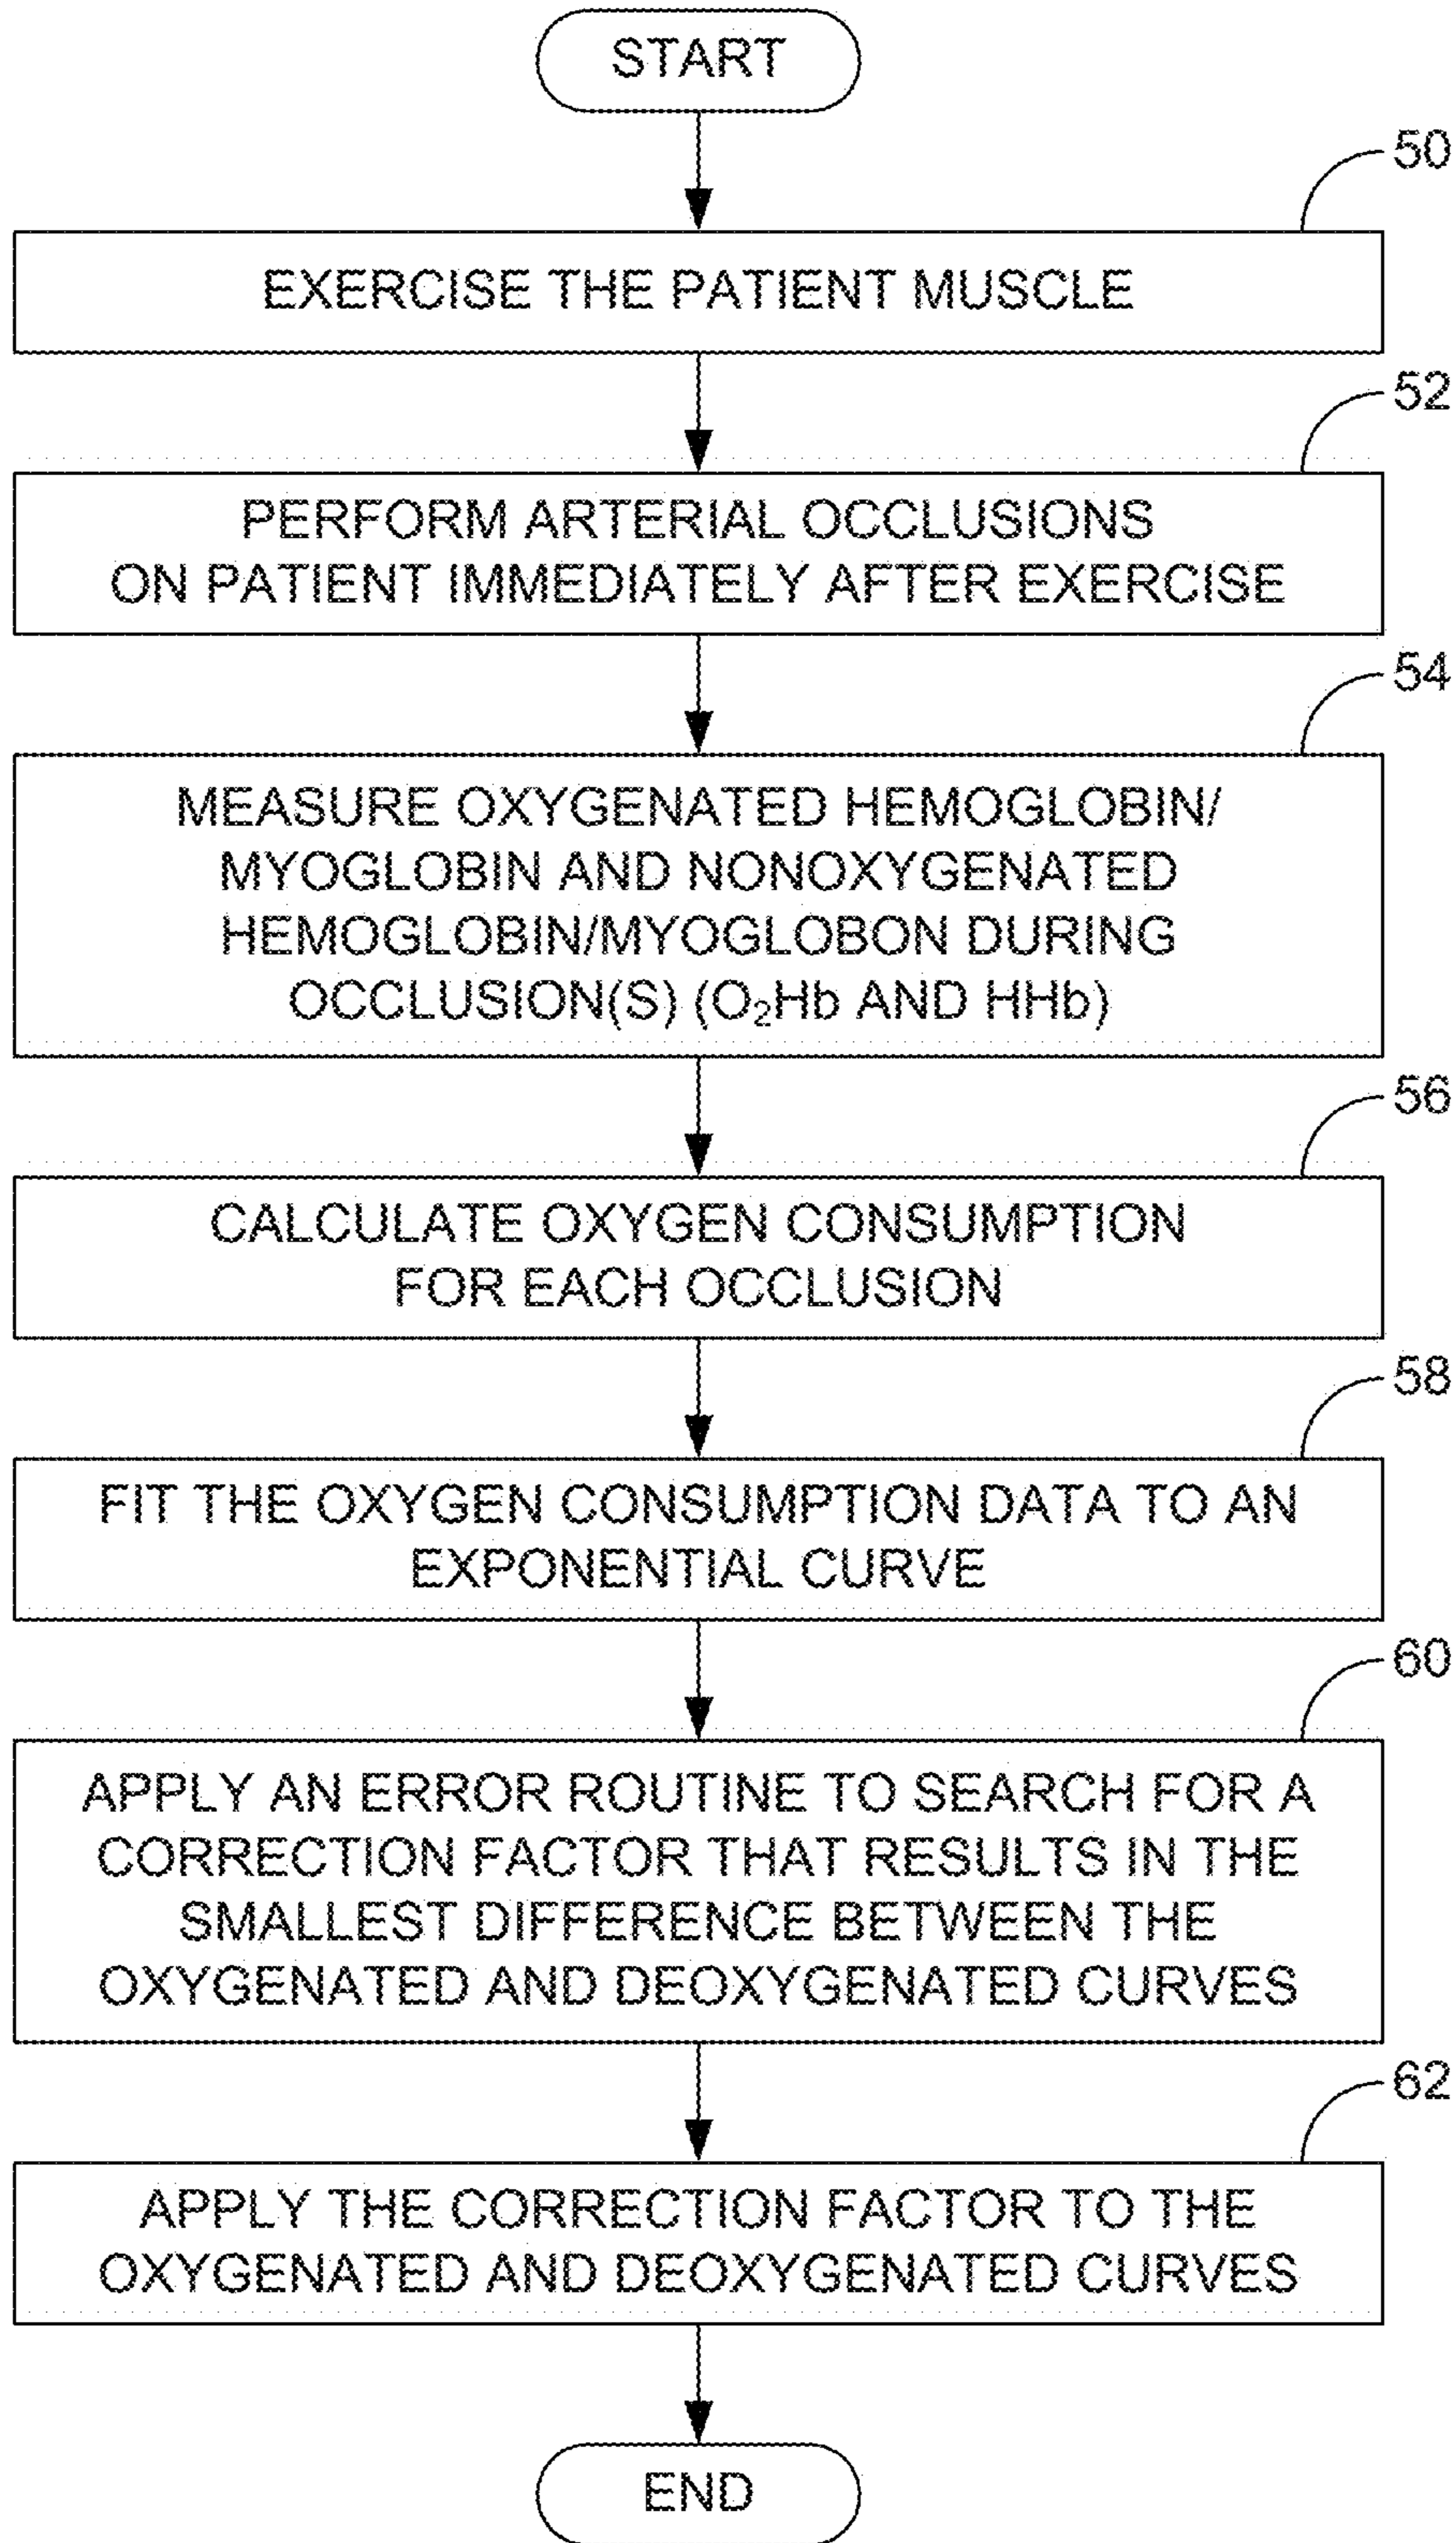 START
50
EXERCISE THE PATIENT MUSCLE
52
PERFORM ARTERIAL OCCLUSIONS
ON PATIENT IMMEDIATELY AFTER EXERCISE
54
MEASURE OXYGENATED HEMOGLOBIN/
MYOGLOBIN AND NONOXYGENATED
HEMOGLOBIN/MYOGLOBON DURING
OCCLUSION(S) (O₂Hb AND HHb)
56
CALCULATE OXYGEN CONSUMPTION
FOR EACH OCCLUSION
58
FIT THE OXYGEN CONSUMPTION DATA TO AN
EXPONENTIAL CURVE
60
APPLY AN ERROR ROUTINE TO SEARCH FOR A
CORRECTION FACTOR THAT RESULTS IN THE
SMALLEST DIFFERENCE BETWEEN THE
OXYGENATED AND DEOXYGENATED CURVES
62
APPLY THE CORRECTION FACTOR TO THE
OXYGENATED AND DEOXYGENATED CURVES
END